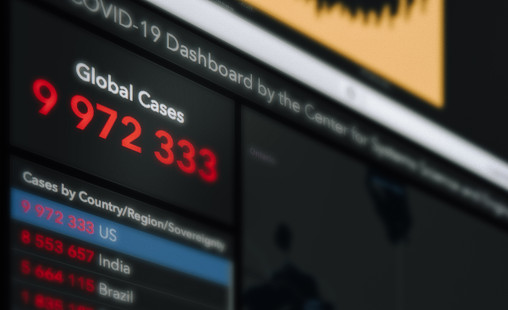 COVID-19 Dashboard by the Center for Systems Science and
Global Cases
9 972 333
Cases by Country/Region/Sovereignty
9 972 333 US
8 553 657 India
5 664 115 Brazil